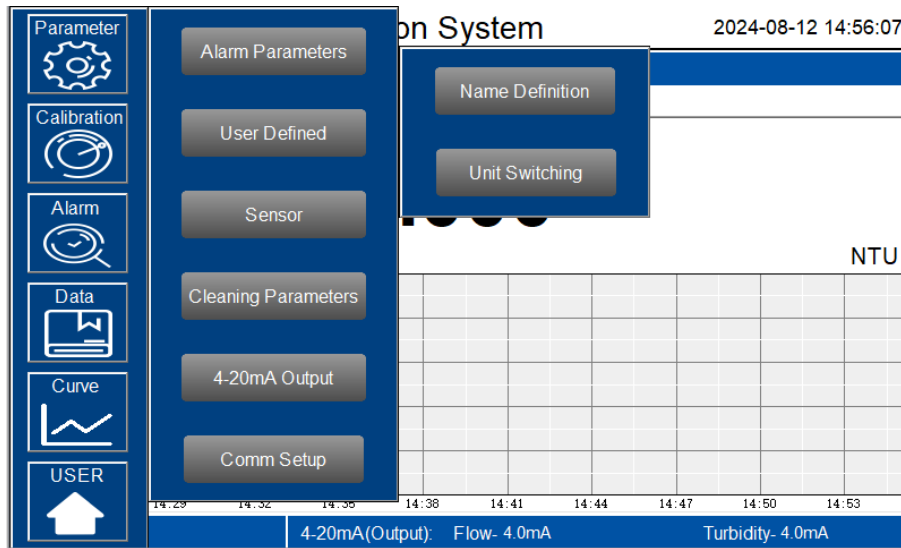 Parameter
Calibration
Alarm
Data
Curve
USER
Alarm Parameters
User Defined
Sensor
Cleaning Parameters
4-20mA Output
Comm Setup
Name Definition
Unit Switching
on System
2024-08-12 14:56:07
NTU
14:29 14:32 14:35 14:38 14:41 14:44 14:47 14:50 14:53
4-20mA(Output): Flow- 4.0mA Turbidity- 4.0mA